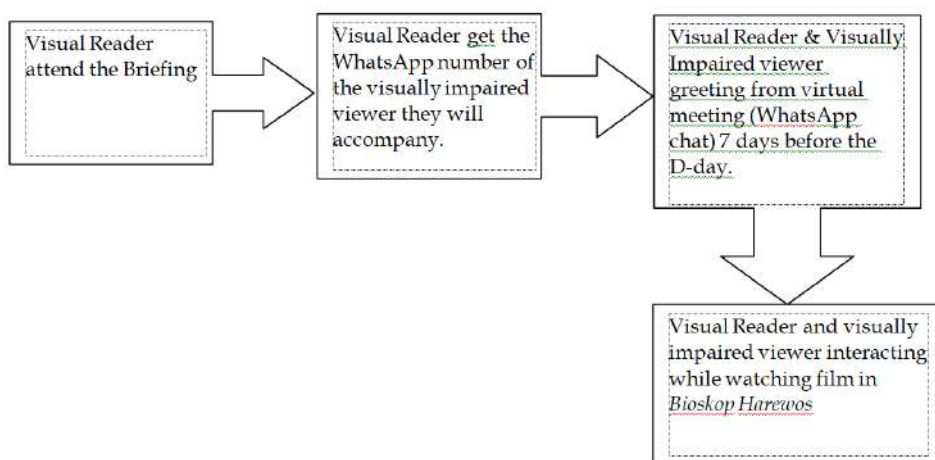 Visual Reader
attend the Briefing
Visual Reader get the
WhatsApp number of
the visually impaired
viewer they will
accompany.
Visual Reader & Visually
Impaired viewer
greeting from virtual
meeting (WhatsApp
chat) 7 days before the
D-day.
Visual Reader and visually
impaired viewer interacting
while watching film in
Bioskop Harewos